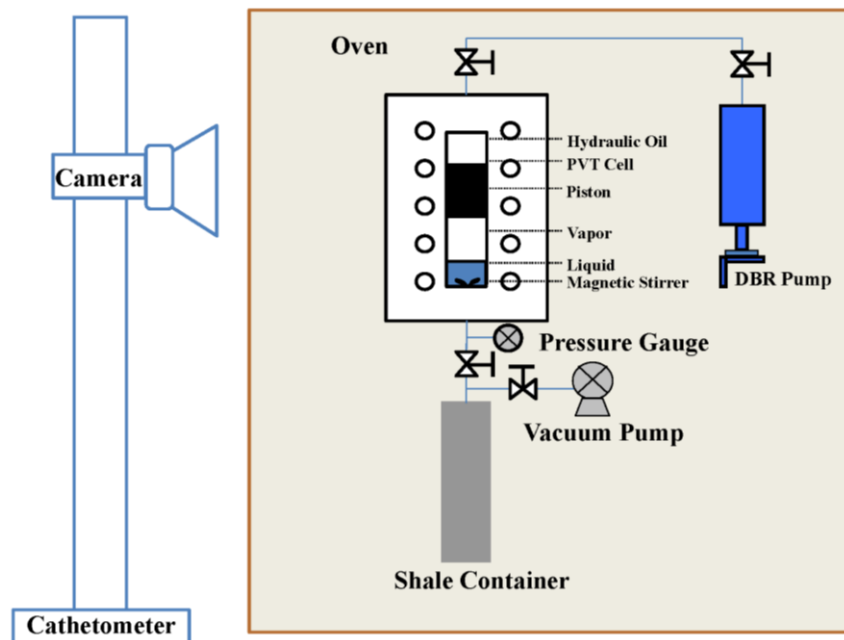 Oven
Camera
Hydraulic Oil
PVT Cell
Piston
Vapor
Liquid
Magnetic Stirrer
DBR Pump
Pressure Gauge
Vacuum Pump
Shale Container
Cathetometer